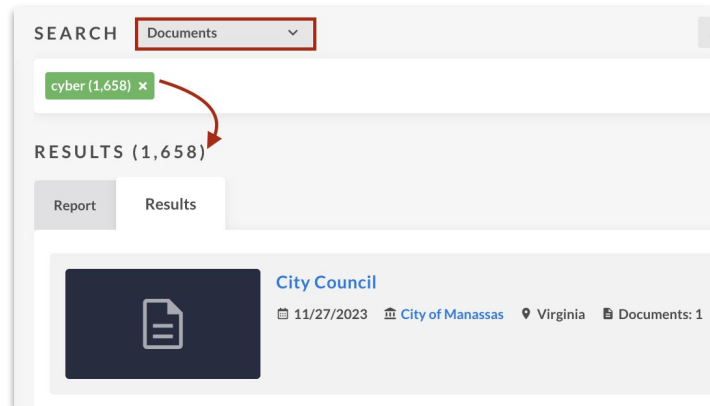 SEARCH Documents
cyber (1,658) ×
RESULTS (1,658)
Report Results
City Council
11/27/2023 City of Manassas Virginia Documents: 1